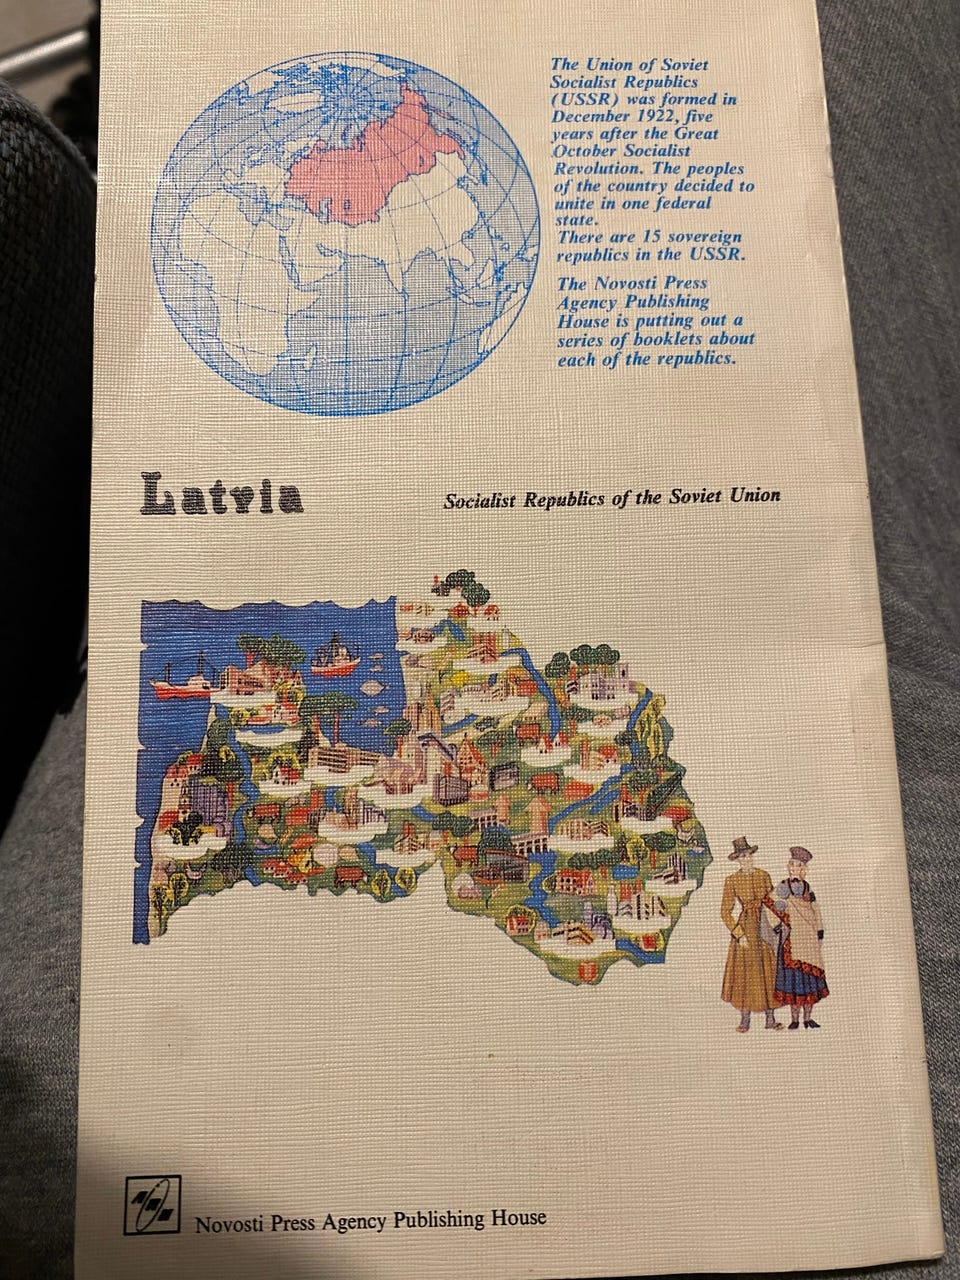 The Union of Soviet
Socialist Republics
(USSR) was formed in
December 1922, five
years after the Great
October Socialist
Revolution. The peoples
of the country decided to
unite in one federal
state.
There are 15 sovereign
republics in the USSR.
The Novosti Press
Agency Publishing
House is putting out a
series of booklets about
each of the republics.
Latvia
Socialist Republics of the Soviet Union
Novosti Press Agency Publishing House